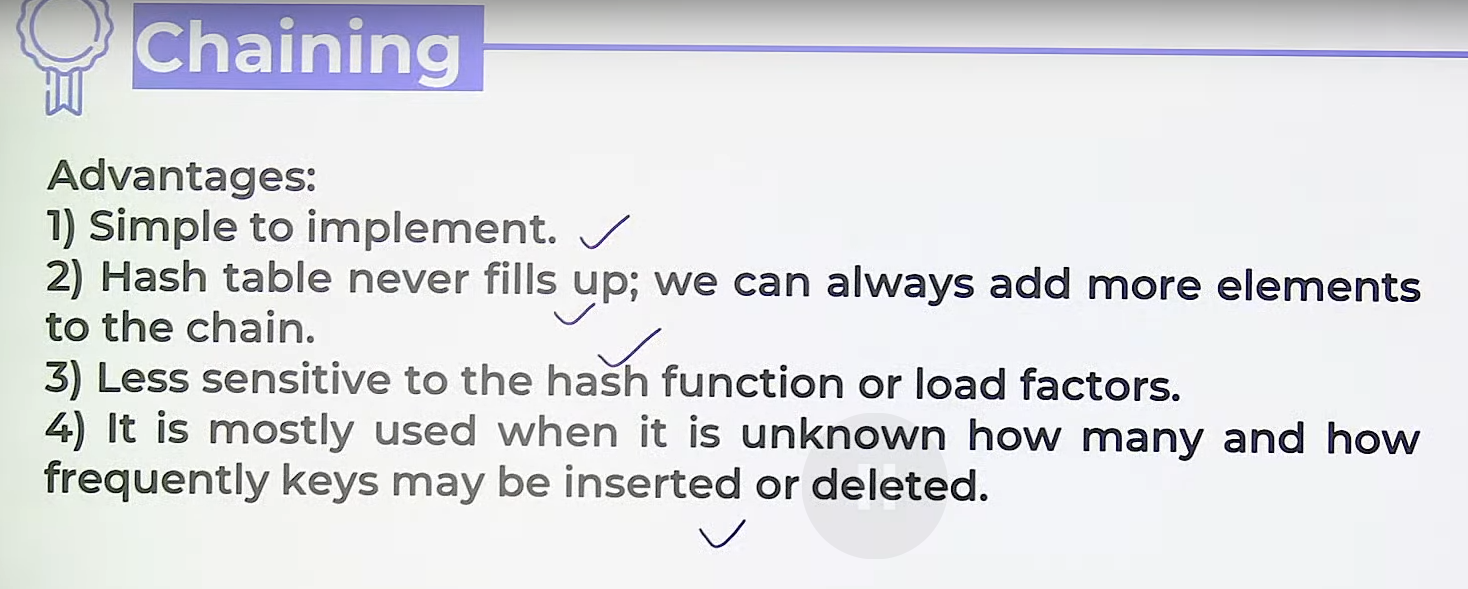 Chaining
Advantages:
1) Simple to implement.
2) Hash table never fills up; we can always add more elements
to the chain.
3) Less sensitive to the hash function or load factors.
4) It is mostly used when it is unknown how many and how
frequently keys may be inserted or deleted.